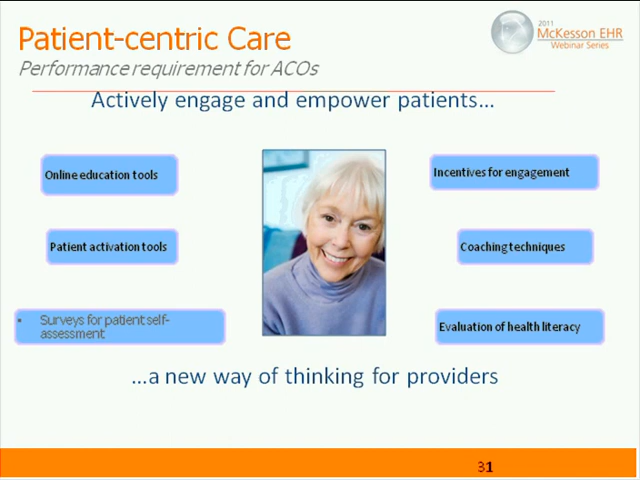 Patient-centric Care
Performance requirement for ACOs
2011
McKesson EHR
Webinar Series
Actively engage and empower patients…
Online education tools
Incentives for engagement
Patient activation tools
Coaching techniques
• Surveys for patient self-
assessment
Evaluation of health literacy
…a new way of thinking for providers
31